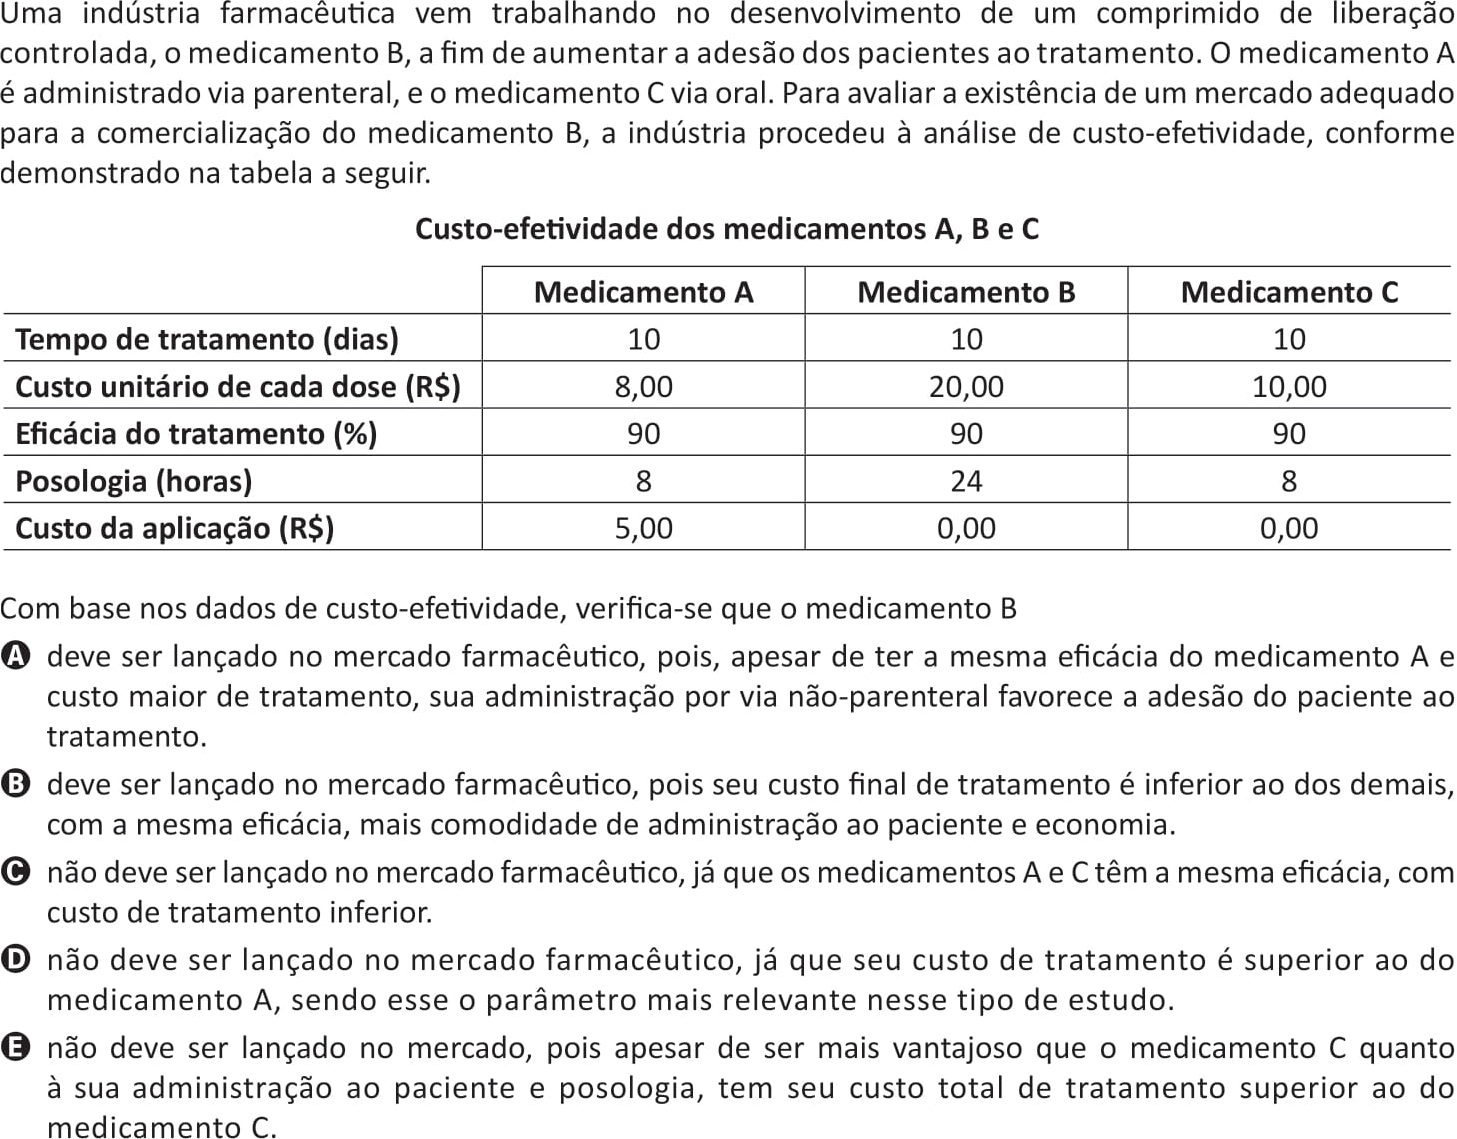 Uma indústria farmacêutica vem trabalhando no desenvolvimento de um comprimido de liberação
controlada, o medicamento B, a fim de aumentar a adesão dos pacientes ao tratamento. O medicamento A
é administrado via parenteral, e o medicamento C via oral. Para avaliar a existência de um mercado adequado
para a comercialização do medicamento B, a indústria procedeu à análise de custo-efetividade, conforme
demonstrado na tabela a seguir.
Custo-efetividade dos medicamentos A, B e C
Medicamento A Medicamento B Medicamento C
Tempo de tratamento (dias) 10 10 10
Custo unitário de cada dose (R$) 8,00 20,00 10,00
Eficácia do tratamento (%) 90 90 90
Posologia (horas) 8 24 8
Custo da aplicação (R$) 5,00 0,00 0,00
Com base nos dados de custo-efetividade, verifica-se que o medicamento B
A deve ser lançado no mercado farmacêutico, pois, apesar de ter a mesma eficácia do medicamento A e
custo maior de tratamento, sua administração por via não-parenteral favorece a adesão do paciente ao
tratamento.
B deve ser lançado no mercado farmacêutico, pois seu custo final de tratamento é inferior ao dos demais,
com a mesma eficácia, mais comodidade de administração ao paciente e economia.
C não deve ser lançado no mercado farmacêutico, já que os medicamentos A e C têm a mesma eficácia, com
custo de tratamento inferior.
D não deve ser lançado no mercado farmacêutico, já que seu custo de tratamento é superior ao do
medicamento A, sendo esse o parâmetro mais relevante nesse tipo de estudo.
E não deve ser lançado no mercado, pois apesar de ser mais vantajoso que o medicamento C quanto
à sua administração ao paciente e posologia, tem seu custo total de tratamento superior ao do
medicamento C.